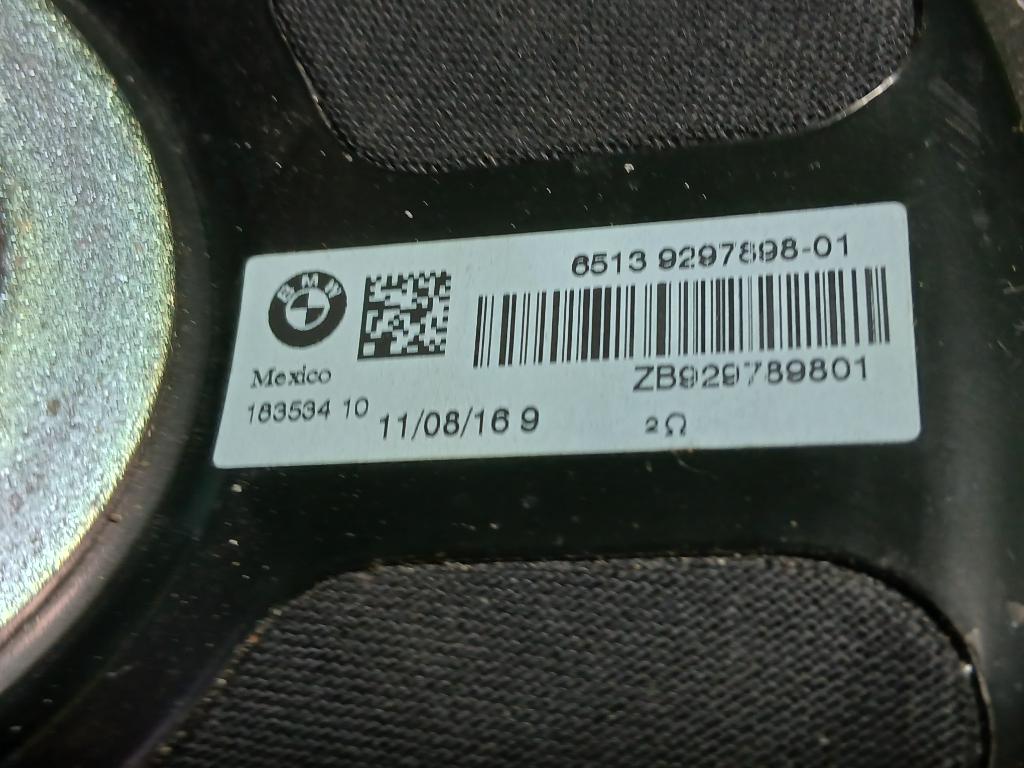 BMW
6513 9297898-01
ZB929789801
Mexico
183534 10
11/08/16 9
2Ω